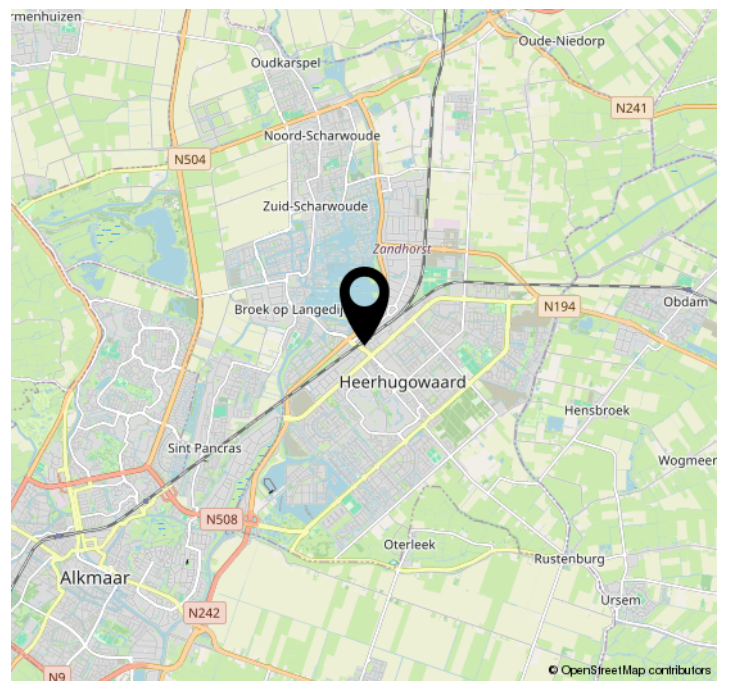 rmenhuizen
Oude-Niedorp
Oudkarspel
N241
Noord-Scharwoude
N504
Zuid-Scharwoude
Zandhorst
Obdam
N194
Broek op Langedij
Heerhugowaard
Hensbroek
Sint Pancras
Wogmeer
N508
Oterleek
Rustenburg
Alkmaar
Ursem
N242
N9
© OpenStreetMap contributors